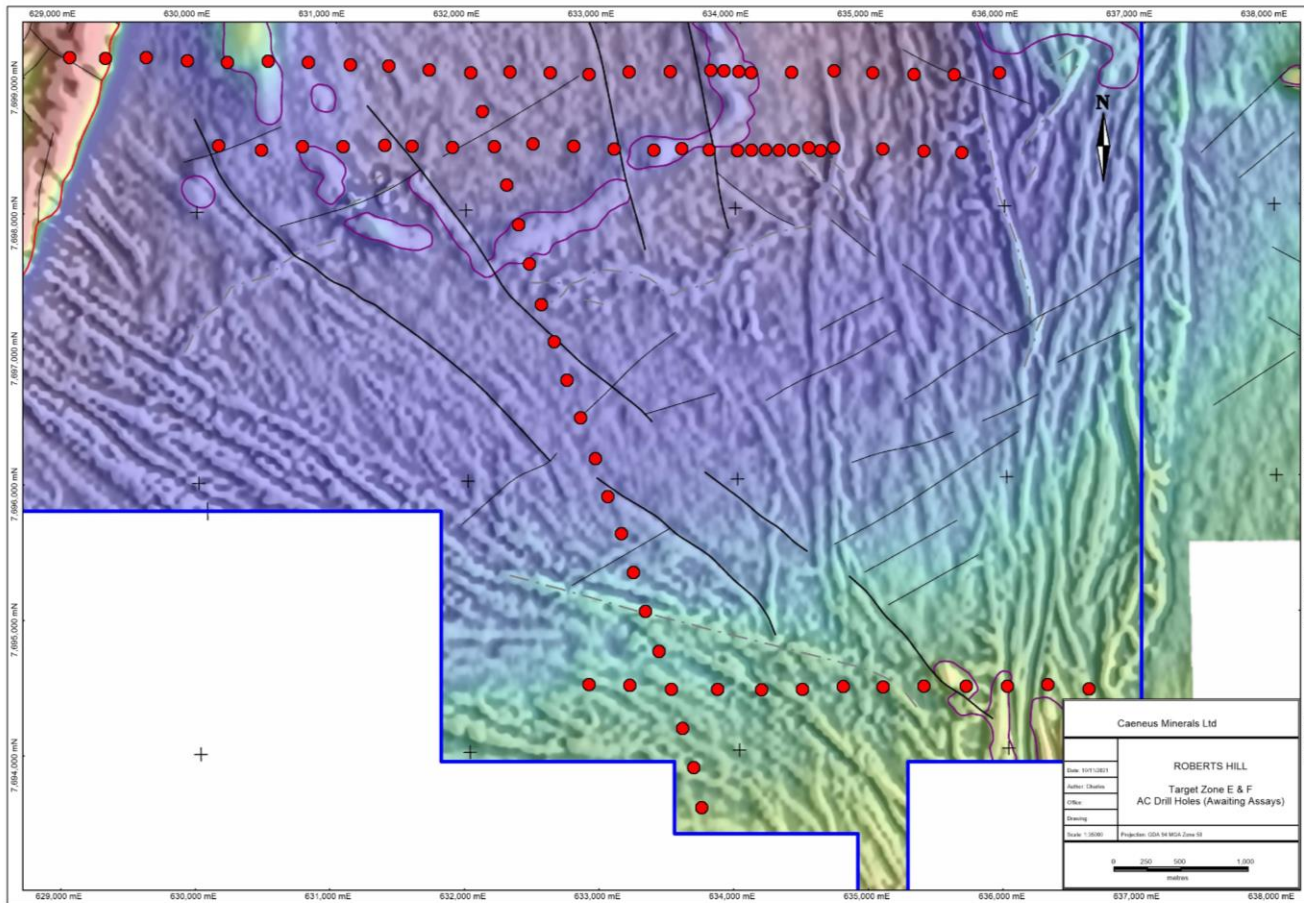 629,000 mE 630,000 mE 631,000 mE 632,000 mE 633,000 mE 634,000 mE 635,000 mE 636,000 mE 637,000 mE 638,000 mE
7,699,000 mN
N
7,698,000 mN
7,697,000 mN
7,696,000 mN
7,695,000 mN
7,694,000 mN
Caeneus Minerals Ltd
ROBERTS HILL
Target Zone E & F
AC Drill Holes (Awaiting Assays)
Date: 10/11/2021
Author: Charles
Office
Drawing
Scale: 1:35000
Projection: GDA 94 MGA Zone 50
0 250 500 1,000
metres
629,000 mE 630,000 mE 631,000 mE 632,000 mE 633,000 mE 634,000 mE 635,000 mE 636,000 mE 637,000 mE 638,000 mE